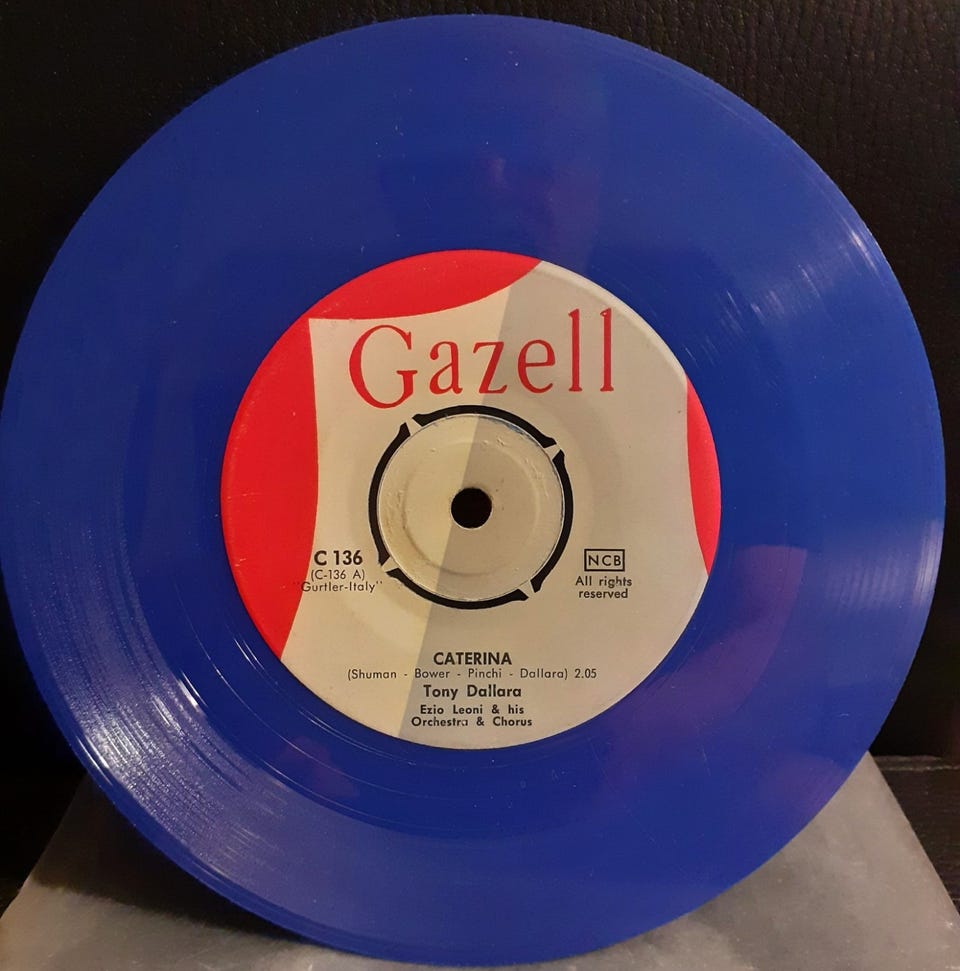 Gazell
C 136
(C-136 A)
"Gurtler-Italy"
NCB
All rights
reserved
CATERINA
(Shuman - Bower - Pinchi - Dallara) 2.05
Tony Dallara
Ezio Leoni & his
Orchestra & Chorus